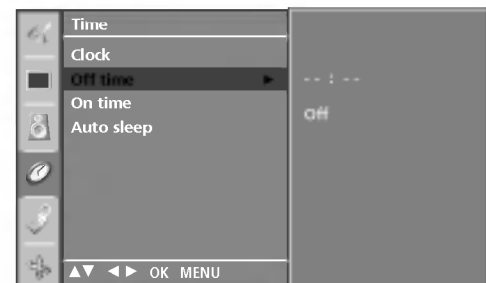 Time
Clock
Off time ►
-- : --
On time
Off
Auto sleep
▲▼ ◄► OK MENU